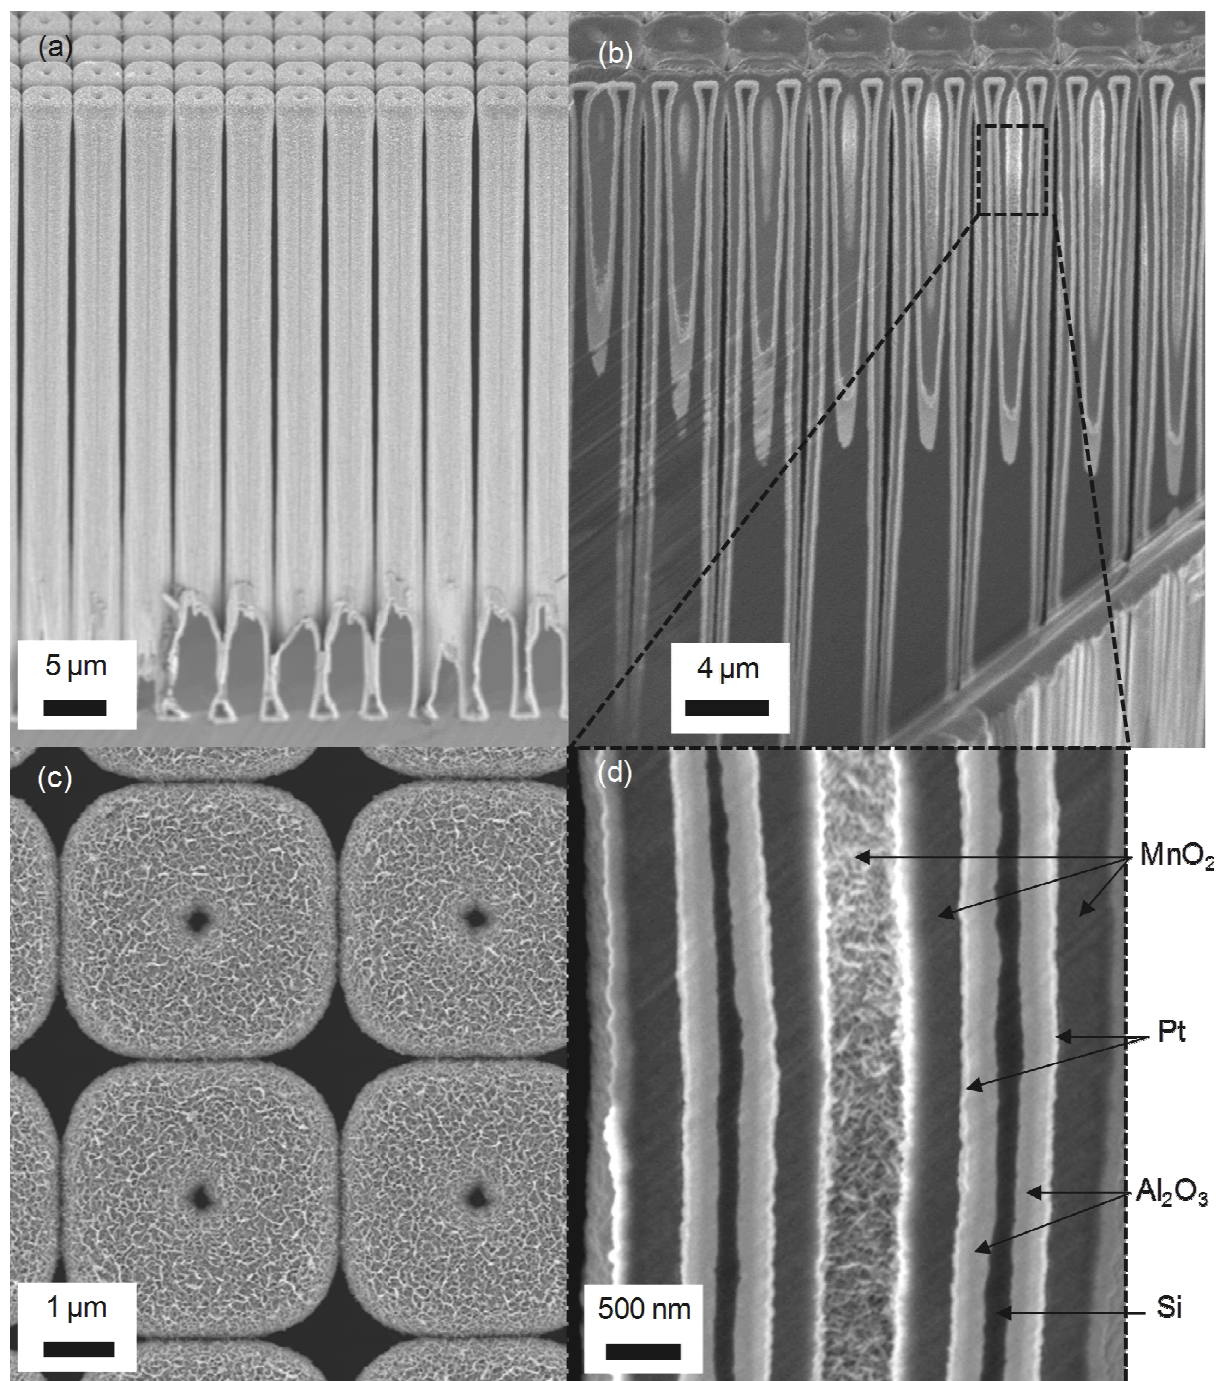 (a)
(b)
5 µm
4 µm
(c)
(d)
MnO₂
Pt
Al₂O₃
Si
1 µm
500 nm